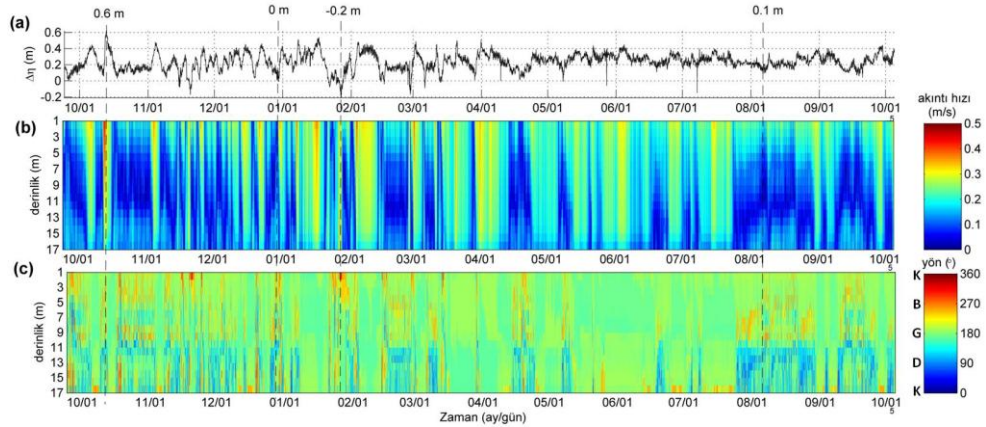 0.6 m 0 m -0.2 m 0.1 m
(a)
Δη (m)
0.6
0.4
0.2
0
-0.2
10/01 11/01 12/01 01/01 02/01 03/01 04/01 05/01 06/01 07/01 08/01 09/01 10/01
5
(b)
derinlik (m)
1
3
5
7
9
11
13
15
17
10/01 11/01 12/01 01/01 02/01 03/01 04/01 05/01 06/01 07/01 08/01 09/01 10/01
5
akıntı hızı
(m/s)
0.5
0.4
0.3
0.2
0.1
0
(c)
derinlik (m)
1
3
5
7
9
11
13
15
17
10/01 11/01 12/01 01/01 02/01 03/01 04/01 05/01 06/01 07/01 08/01 09/01 10/01
5
Zaman (ay/gün)
yön (°)
K 360
B 270
G 180
D 90
K 0